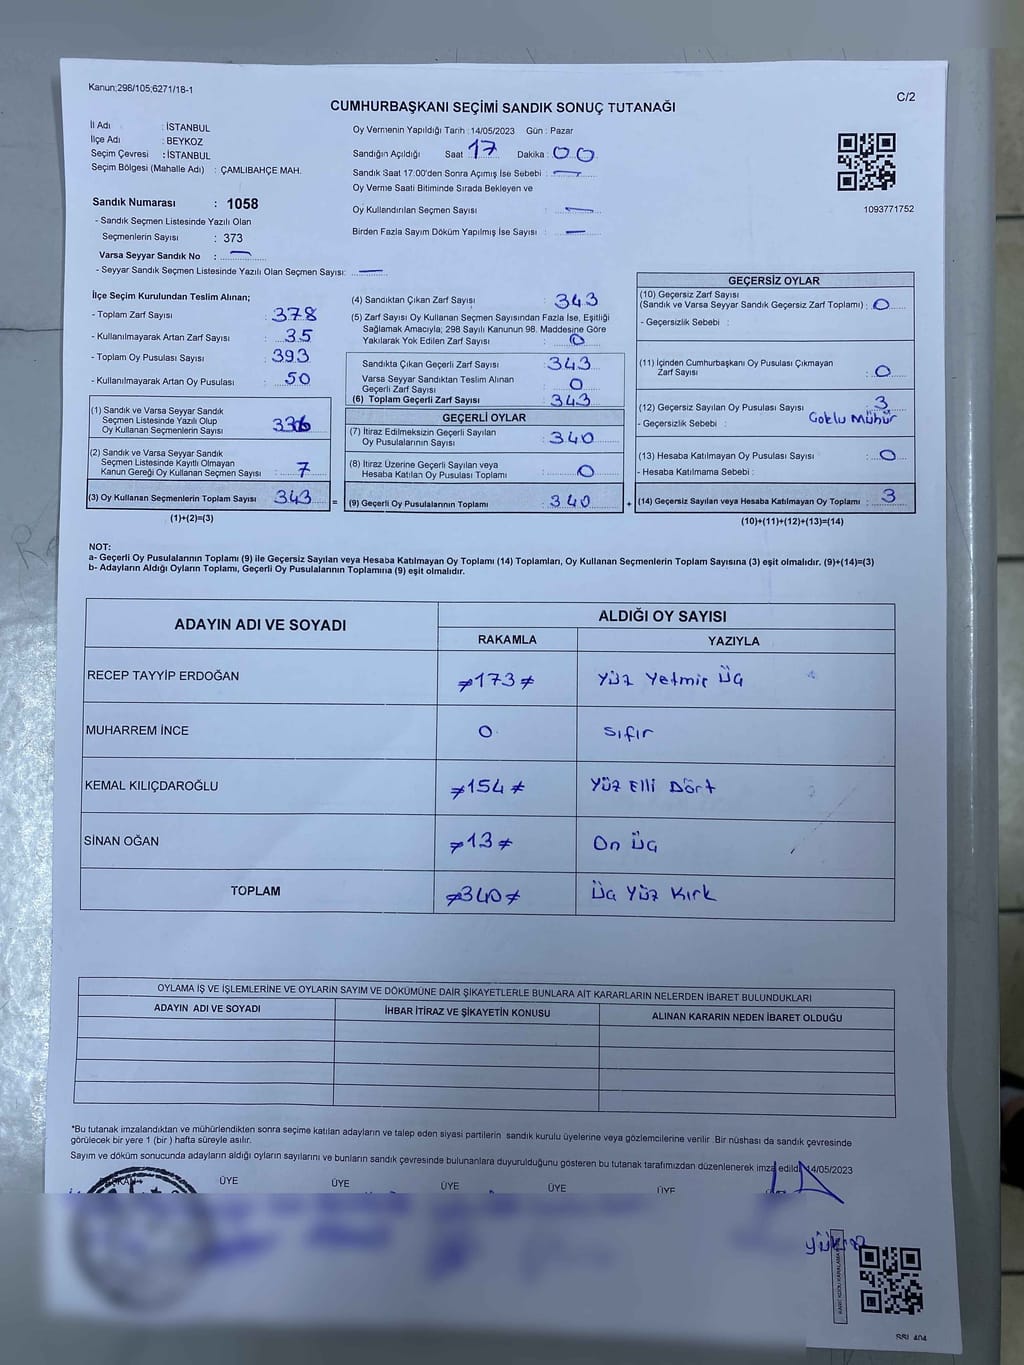 Kanun;298/105;6271/18-1
C/2
CUMHURBAŞKANI SEÇİMİ SANDIK SONUÇ TUTANAĞI
İl Adı : İSTANBUL
İlçe Adı : BEYKOZ
Seçim Çevresi : İSTANBUL
Seçim Bölgesi (Mahalle Adı) : ÇAMLIBAHÇE MAH.
Oy Vermenin Yapıldığı Tarih : 14/05/2023 Gün : Pazar
Sandığın Açıldığı Saat 17 Dakika : 00
Sandık Saat 17:00'den Sonra Açımış İse Sebebi : —
Oy Verme Saati Bitiminde Sırada Bekleyen ve
Oy Kullandırılan Seçmen Sayısı : —
Birden Fazla Sayım Döküm Yapılmış İse Sayısı : —
1093771752
Sandık Numarası : 1058
- Sandık Seçmen Listesinde Yazılı Olan
Seçmenlerin Sayısı : 373
Varsa Seyyar Sandık No : —
- Seyyar Sandık Seçmen Listesinde Yazılı Olan Seçmen Sayısı: —
İlçe Seçim Kurulundan Teslim Alınan;
- Toplam Zarf Sayısı : 378
- Kullanılmayarak Artan Zarf Sayısı : 35
- Toplam Oy Pusulası Sayısı : 393
- Kullanılmayarak Artan Oy Pusulası : 50
(1) Sandık ve Varsa Seyyar Sandık
Seçmen Listesinde Yazılı Olup
Oy Kullanan Seçmenlerin Sayısı : 336
(2) Sandık ve Varsa Seyyar Sandık
Seçmen Listesinde Kayıtlı Olmayan
Kanun Gereği Oy Kullanan Seçmen Sayısı : 7
(3) Oy Kullanan Seçmenlerin Toplam Sayısı : 343 =
(1)+(2)=(3)
(4) Sandıktan Çıkan Zarf Sayısı : 343
(5) Zarf Sayısı Oy Kullanan Seçmen Sayısından Fazla İse, Eşitliği
Sağlamak Amacıyla; 298 Sayılı Kanunun 98. Maddesine Göre
Yakılarak Yok Edilen Zarf Sayısı : 0
Sandıkta Çıkan Geçerli Zarf Sayısı : 343
Varsa Seyyar Sandıktan Teslim Alınan
Geçerli Zarf Sayısı : 0
(6) Toplam Geçerli Zarf Sayısı : 343
GEÇERLİ OYLAR
(7) İtiraz Edilmeksizin Geçerli Sayılan
Oy Pusulalarının Sayısı : 340
(8) İtiraz Üzerine Geçerli Sayılan veya
Hesaba Katılan Oy Pusulası Toplamı : 0
(9) Geçerli Oy Pusulalarının Toplamı : 340 +
GEÇERSİZ OYLAR
(10) Geçersiz Zarf Sayısı
(Sandık ve Varsa Seyyar Sandık Geçersiz Zarf Toplamı) : 0
- Geçersizlik Sebebi :
(11) İçinden Cumhurbaşkanı Oy Pusulası Çıkmayan
Zarf Sayısı : 0
(12) Geçersiz Sayılan Oy Pusulası Sayısı : 3
- Geçersizlik Sebebi : Çoklu Mühür
(13) Hesaba Katılmayan Oy Pusulası Sayısı : 0
- Hesaba Katılmama Sebebi :
(14) Geçersiz Sayılan veya Hesaba Katılmayan Oy Toplamı : 3
(10)+(11)+(12)+(13)=(14)
NOT:
a- Geçerli Oy Pusulalarının Toplamı (9) ile Geçersiz Sayılan veya Hesaba Katılmayan Oy Toplamı (14) Toplamları, Oy Kullanan Seçmenlerin Toplam Sayısına (3) eşit olmalıdır. (9)+(14)=(3)
b- Adayların Aldığı Oyların Toplamı, Geçerli Oy Pusulalarının Toplamına (9) eşit olmalıdır.
ADAYIN ADI VE SOYADI
ALDIĞI OY SAYISI
RAKAMLA YAZIYLA
RECEP TAYYİP ERDOĞAN ≠173≠ Yüz Yetmiş Üç
MUHARREM İNCE 0 sıfır
KEMAL KILIÇDAROĞLU ≠154≠ Yüz Elli Dört
SİNAN OĞAN ≠13≠ On Üç
TOPLAM ≠340≠ Üç Yüz Kırk
OYLAMA İŞ VE İŞLEMLERİNE VE OYLARIN SAYIM VE DÖKÜMÜNE DAİR ŞİKAYETLERLE BUNLARA AİT KARARLARIN NELERDEN İBARET BULUNDUKLARI
ADAYIN ADI VE SOYADI İHBAR İTİRAZ VE ŞİKAYETİN KONUSU ALINAN KARARIN NEDEN İBARET OLDUĞU
*Bu tutanak imzalandıktan ve mühürlendikten sonra seçime katılan adayların ve talep eden siyasi partilerin sandık kurulu üyelerine veya gözlemcilerine verilir. Bir nüshası da sandık çevresinde
görülecek bir yere 1 (bir ) hafta süreyle asılır.
Sayım ve döküm sonucunda adayların aldığı oyların sayılarını ve bunların sandık çevresinde bulunanlara duyurulduğunu gösteren bu tutanak tarafımızdan düzenlenerek imza edildi. 14/05/2023
BAŞKAN ÜYE ÜYE ÜYE ÜYE ÜYE